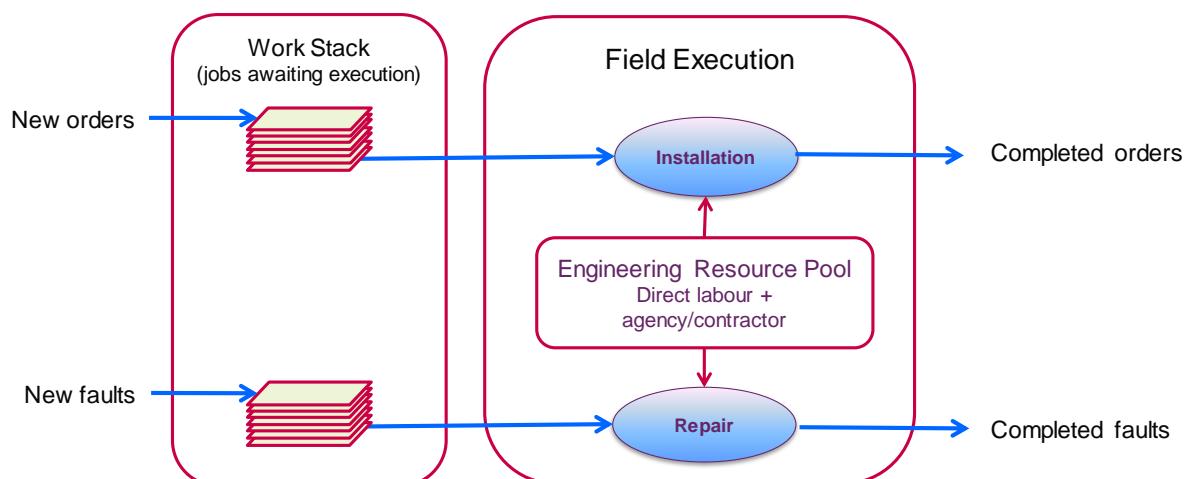 Work Stack
(jobs awaiting execution)
Field Execution
New orders
Installation
Completed orders
Engineering Resource Pool
Direct labour +
agency/contractor
New faults
Repair
Completed faults